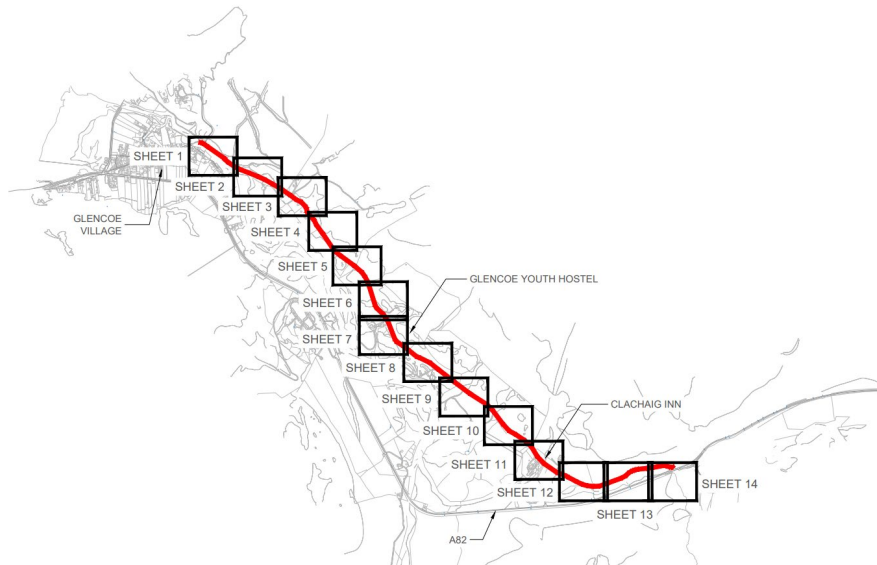 SHEET 1
SHEET 2
SHEET 3
GLENCOE
VILLAGE
SHEET 4
SHEET 5
GLENCOE YOUTH HOSTEL
SHEET 6
SHEET 7
SHEET 8
SHEET 9
CLACHAIG INN
SHEET 10
SHEET 11
SHEET 12
SHEET 14
SHEET 13
A82